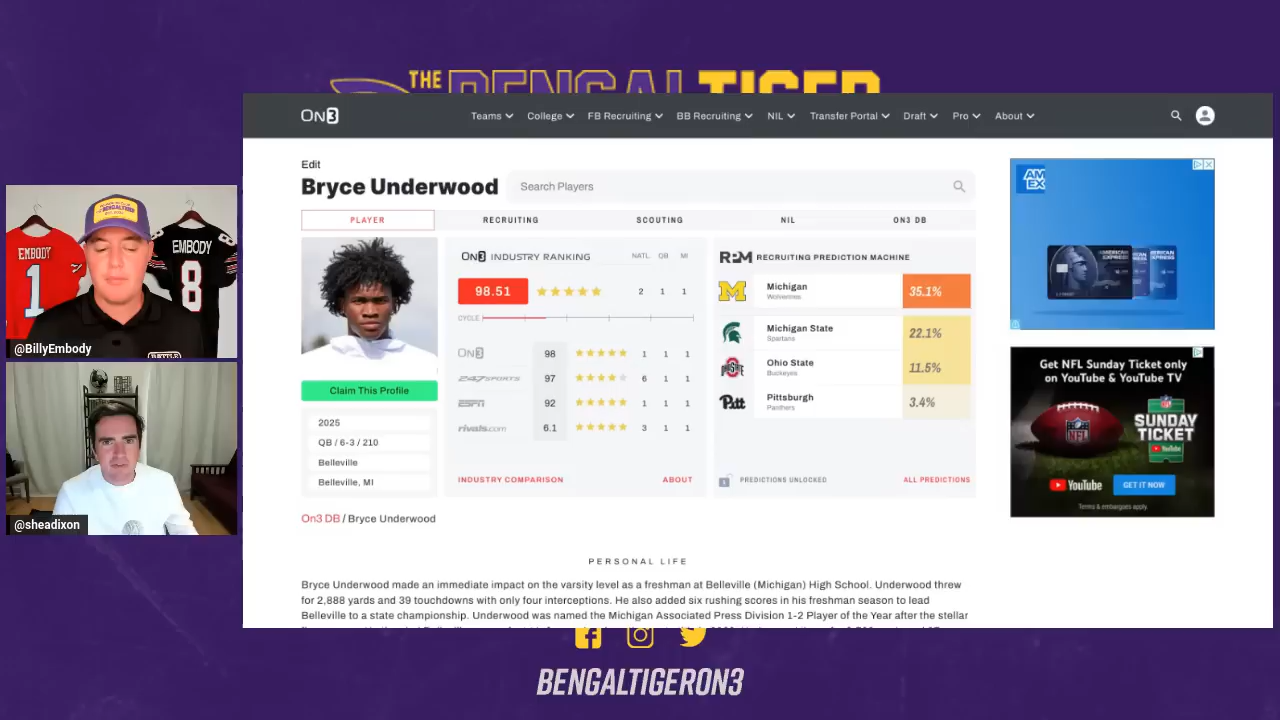 THE BENGAL TIGER
ON3
Teams College FB Recruiting BB Recruiting NIL Transfer Portal Draft Pro About
Edit
Bryce Underwood
Search Players
PLAYER RECRUITING SCOUTING NIL ON3 DB
ON3 INDUSTRY RANKING NATL QB MI
98.51 2 1 1
CYCLE
ON3 98 1 1 1
247SPORTS 97 6 1 1
ESPN 92 1 1 1
rivals.com 6.1 3 1 1
INDUSTRY COMPARISON ABOUT
RPM RECRUITING PREDICTION MACHINE
Michigan
Wolverines
35.1%
Michigan State
Spartans
22.1%
Ohio State
Buckeyes
11.5%
Pitt
Pittsburgh
Panthers
3.4%
PREDICTIONS UNLOCKED ALL PREDICTIONS
Claim This Profile
2025
QB / 6-3 / 210
Belleville
Belleville, MI
On3 DB / Bryce Underwood
PERSONAL LIFE
Bryce Underwood made an immediate impact on the varsity level as a freshman at Belleville (Michigan) High School. Underwood threw
for 2,888 yards and 39 touchdowns with only four interceptions. He also added six rushing scores in his freshman season to lead
Belleville to a state championship. Underwood was named the Michigan Associated Press Division 1-2 Player of the Year after the stellar
AM
EX
Get NFL Sunday Ticket only
on YouTube & YouTube TV
NFL
SUNDAY
TICKET
YouTube
YouTube GET IT NOW
Terms & embargoes apply.
EMBODY
1
EMBODY
8
@BillyEmbody
@sheadixon
BENGALTIGERON3